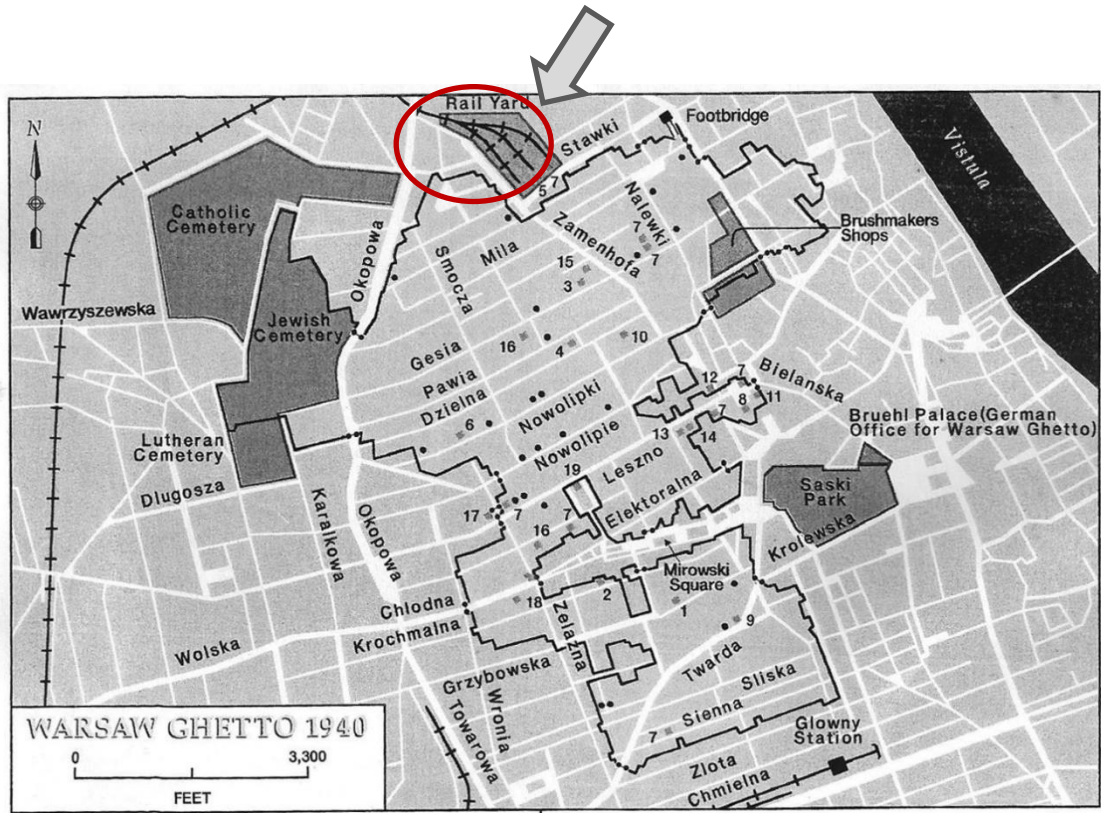 Rail Yard
N
Stawki
Footbridge
Vistula
5 7
Nalewki
Catholic
Cemetery
Okopowa
Smocza
Mila
Zamenhofa
7
7
Brushmakers
Shops
15
3
Wawrzyszewska
Jewish
Cemetery
Gesia
16
4
10
Pawia
Dzielna
6
Nowolipki
Nowolipie
12
7
8
11
Bielanska
7
Bruehl Palace(German
Office for Warsaw Ghetto)
Lutheran
Cemetery
13
14
Leszno
19
Dlugosza
Karalkowa
Okopowa
17
7
16
7
Elektoralna
Saski
Park
Krolewska
Mirowski
Square
Chlodna
18
Zelazna
2
1
9
Wolska
Krochmalna
Grzybowska
Twarda
Sliska
Sienna
7
Wronia
Towarowa
Glowny
Station
Zlota
Chmielna
WARSAW GHETTO 1940
0 3,300
FEET